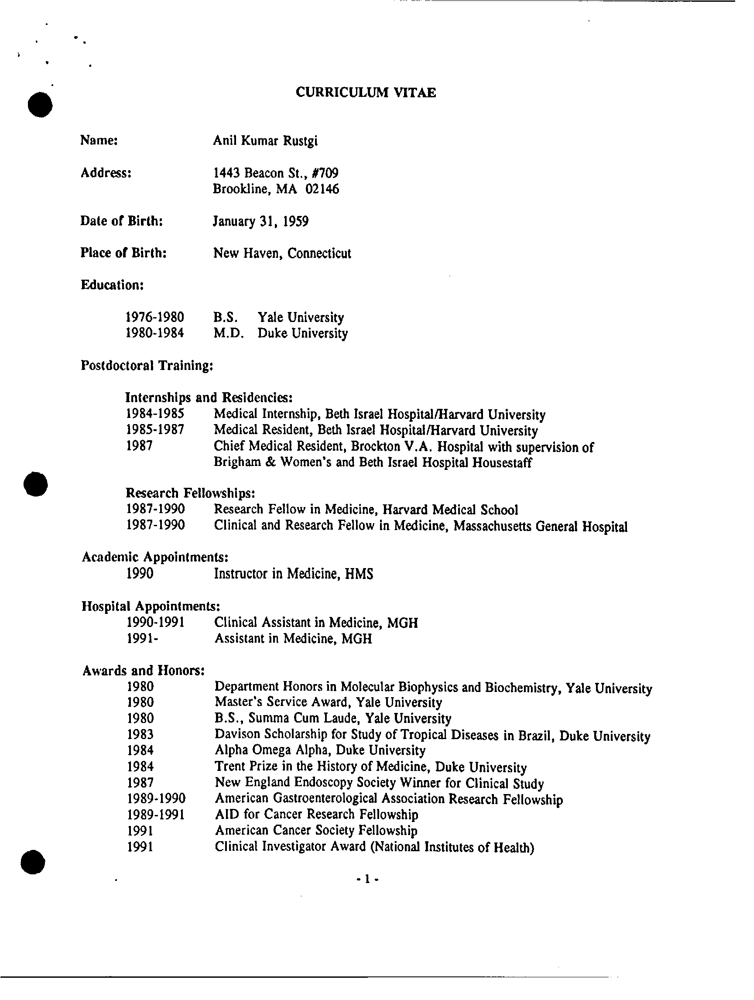 CURRICULUM VITAE
Name: Anil Kumar Rustgi
Address: 1443 Beacon St., #709
Brookline, MA 02146
Date of Birth: January 31, 1959
Place of Birth: New Haven, Connecticut
Education:
1976-1980 B.S. Yale University
1980-1984 M.D. Duke University
Postdoctoral Training:
Internships and Residencies:
1984-1985 Medical Internship, Beth Israel Hospital/Harvard University
1985-1987 Medical Resident, Beth Israel Hospital/Harvard University
1987 Chief Medical Resident, Brockton V.A. Hospital with supervision of
Brigham & Women's and Beth Israel Hospital Housestaff
Research Fellowships:
1987-1990 Research Fellow in Medicine, Harvard Medical School
1987-1990 Clinical and Research Fellow in Medicine, Massachusetts General Hospital
Academic Appointments:
1990 Instructor in Medicine, HMS
Hospital Appointments:
1990-1991 Clinical Assistant in Medicine, MGH
1991- Assistant in Medicine, MGH
Awards and Honors:
1980 Department Honors in Molecular Biophysics and Biochemistry, Yale University
1980 Master's Service Award, Yale University
1980 B.S., Summa Cum Laude, Yale University
1983 Davison Scholarship for Study of Tropical Diseases in Brazil, Duke University
1984 Alpha Omega Alpha, Duke University
1984 Trent Prize in the History of Medicine, Duke University
1987 New England Endoscopy Society Winner for Clinical Study
1989-1990 American Gastroenterological Association Research Fellowship
1989-1991 AID for Cancer Research Fellowship
1991 American Cancer Society Fellowship
1991 Clinical Investigator Award (National Institutes of Health)
- 1 -